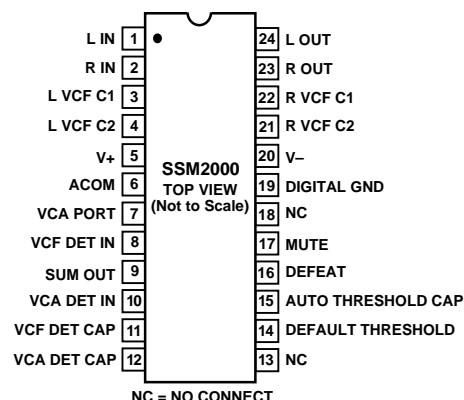 L IN 1
R IN 2
L VCF C1 3
L VCF C2 4
V+ 5
ACOM 6
VCA PORT 7
VCF DET IN 8
SUM OUT 9
VCA DET IN 10
VCF DET CAP 11
VCA DET CAP 12
SSM2000
TOP VIEW
(Not to Scale)
24 L OUT
23 R OUT
22 R VCF C1
21 R VCF C2
20 V–
19 DIGITAL GND
18 NC
17 MUTE
16 DEFEAT
15 AUTO THRESHOLD CAP
14 DEFAULT THRESHOLD
13 NC
NC = NO CONNECT